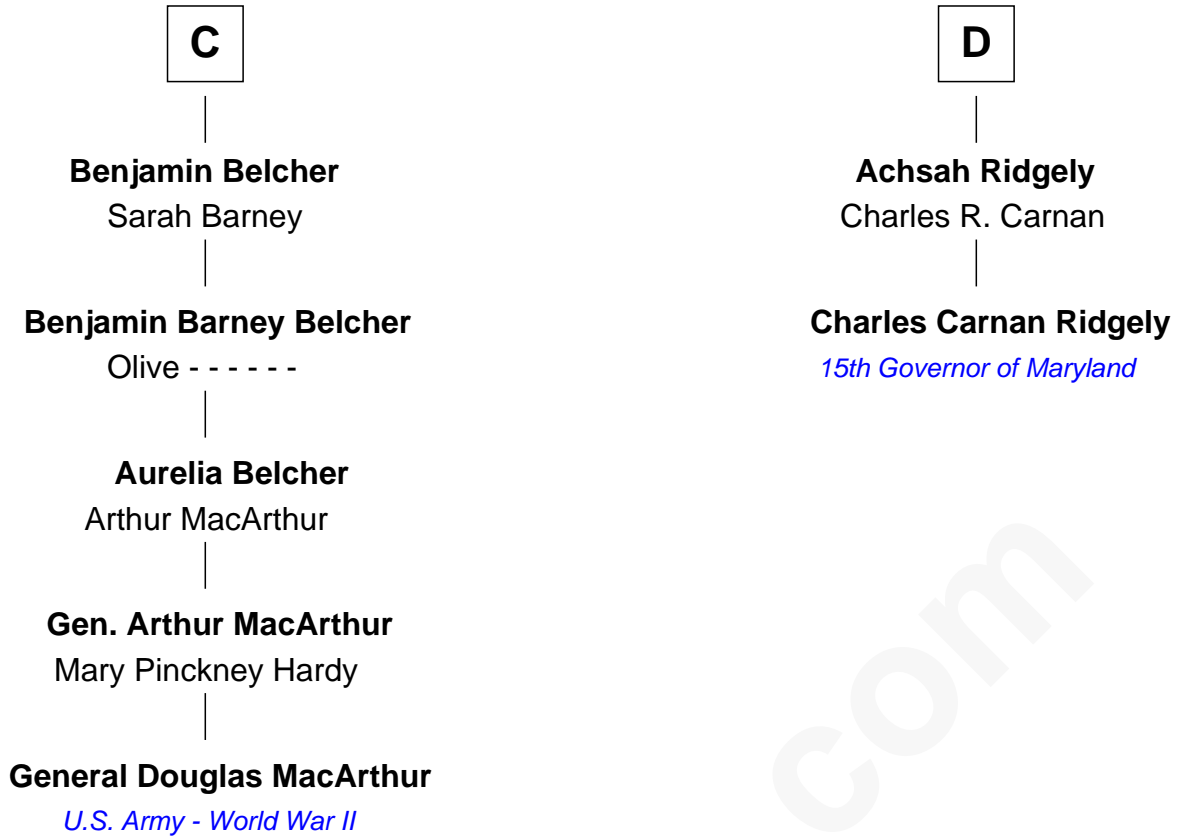 C
Benjamin Belcher
Sarah Barney
Benjamin Barney Belcher
Olive - - - - - -
Aurelia Belcher
Arthur MacArthur
Gen. Arthur MacArthur
Mary Pinckney Hardy
General Douglas MacArthur
U.S. Army - World War II
D
Achsah Ridgely
Charles R. Carnan
Charles Carnan Ridgely
15th Governor of Maryland
com